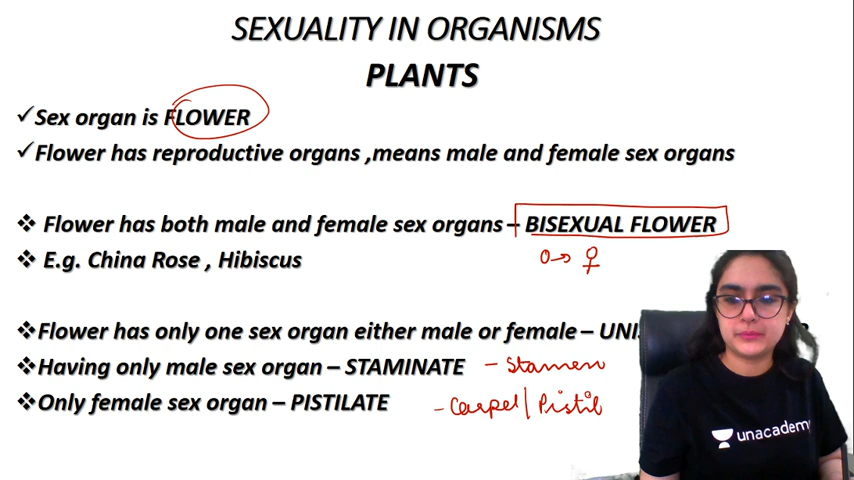 SEXUALITY IN ORGANISMS
PLANTS
✓Sex organ is FLOWER
✓Flower has reproductive organs ,means male and female sex organs
❖ Flower has both male and female sex organs – BISEXUAL FLOWER
❖ E.g. China Rose , Hibiscus
♀
❖Flower has only one sex organ either male or female – UNIS
❖Having only male sex organ – STAMINATE - Stamen
❖Only female sex organ – PISTILATE - Carpel | Pistil
unacademy